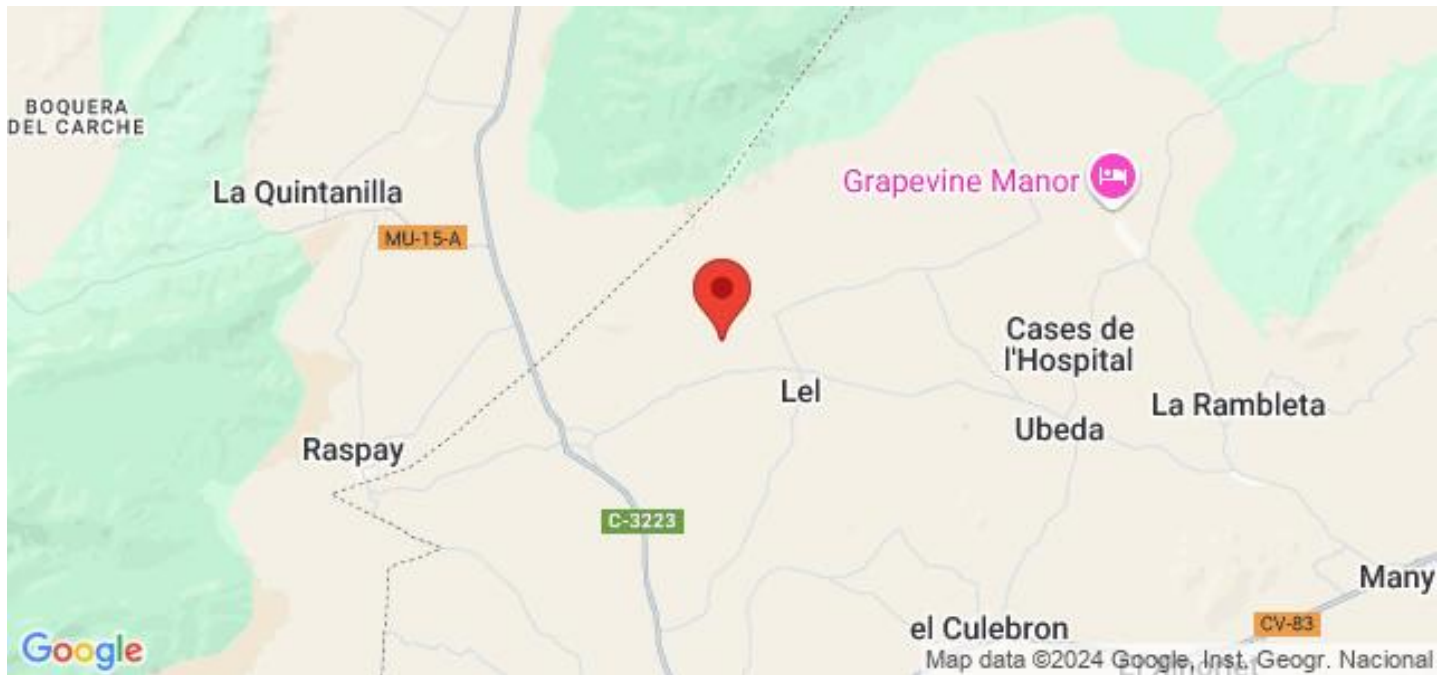 BOQUERA
DEL CARCHE
La Quintanilla
MU-15-A
Grapevine Manor
Cases de
l'Hospital
Lel
La Rambleta
Ubeda
Raspay
C-3223
Many
el Culebron
CV-83
Google
Map data ©2024 Google, Inst. Geogr. Nacional